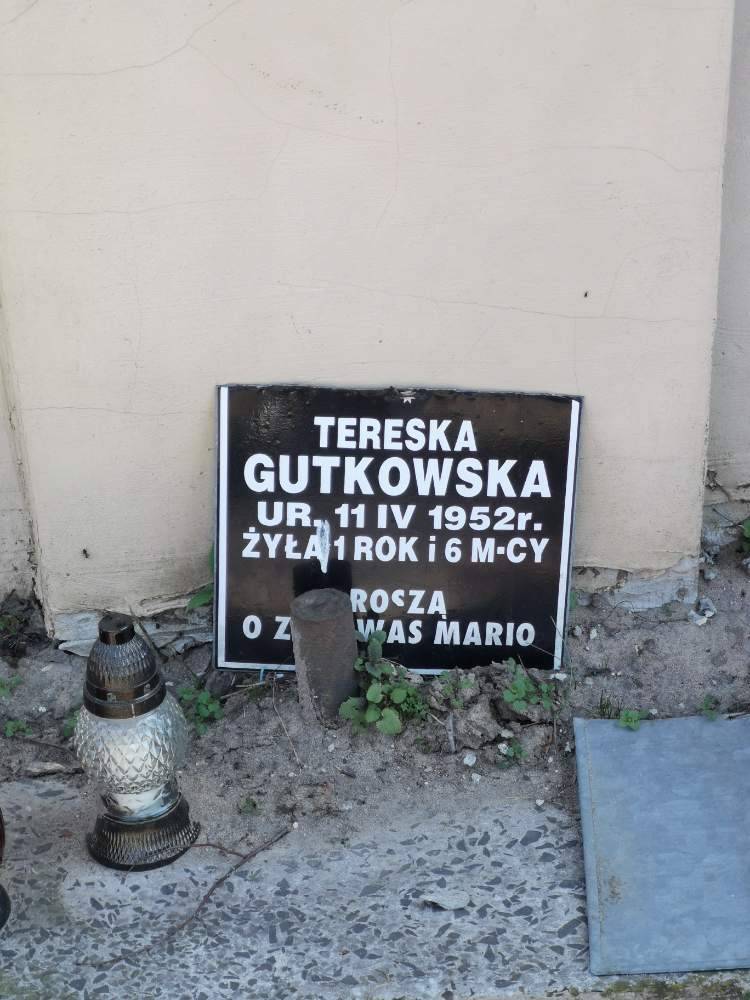 TERESKA
GUTKOWSKA
UR. 11 IV 1952r.
ŻYŁA 1 ROK i 6 M-CY
O MARIO